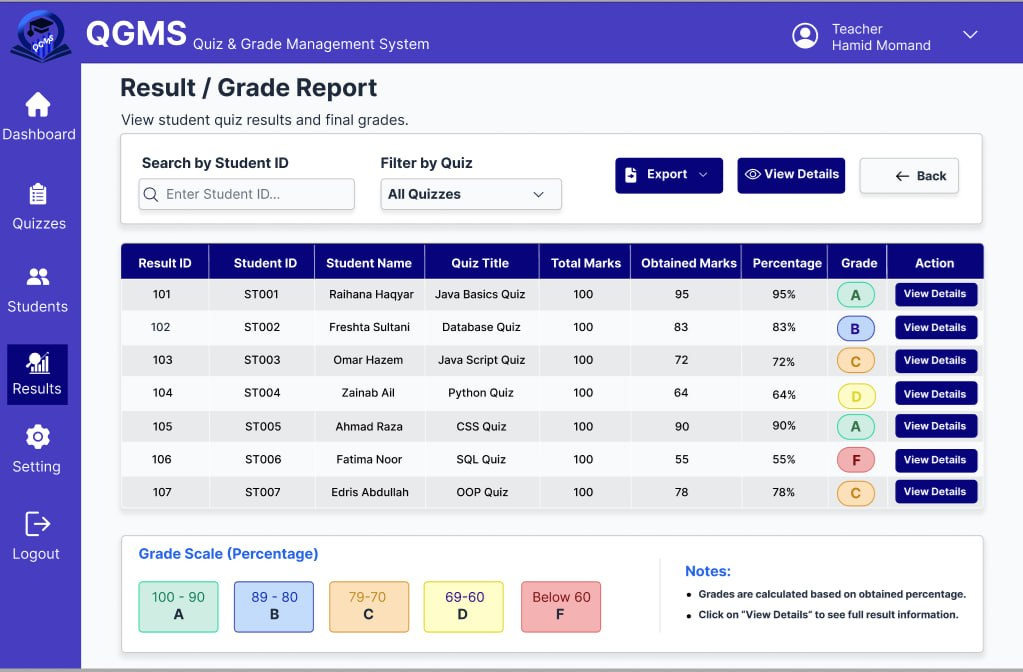 QGMS
QGMS Quiz & Grade Management System
Teacher
Hamid Momand
Dashboard
Quizzes
Students
Results
Setting
Logout
Result / Grade Report
View student quiz results and final grades.
Search by Student ID Filter by Quiz
Enter Student ID... All Quizzes Export View Details Back
Result ID Student ID Student Name Quiz Title Total Marks Obtained Marks Percentage Grade Action
101 ST001 Raihana Haqyar Java Basics Quiz 100 95 95% A View Details
102 ST002 Freshta Sultani Database Quiz 100 83 83% B View Details
103 ST003 Omar Hazem Java Script Quiz 100 72 72% C View Details
104 ST004 Zainab Ail Python Quiz 100 64 64% D View Details
105 ST005 Ahmad Raza CSS Quiz 100 90 90% A View Details
106 ST006 Fatima Noor SQL Quiz 100 55 55% F View Details
107 ST007 Edris Abdullah OOP Quiz 100 78 78% C View Details
Grade Scale (Percentage)
100 - 90 89 - 80 79-70 69-60 Below 60
A B C D F
Notes:
• Grades are calculated based on obtained percentage.
• Click on "View Details" to see full result information.